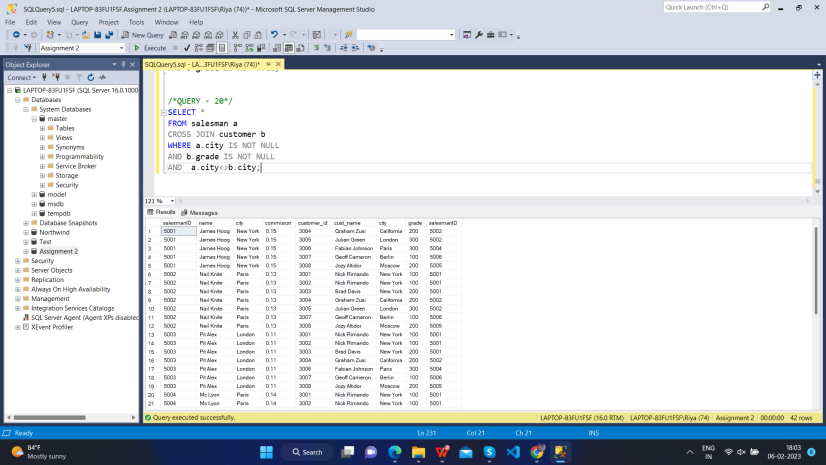 SQLQuery5.sql - LAPTOP-83FU1FSF.Assignment 2 (LAPTOP-83FU1FSF\Riya (74))* - Microsoft SQL Server Management Studio
Quick Launch (Ctrl+Q)
File Edit View Query Project Tools Window Help
New Query
Assignment 2
Execute
Object Explorer
SQLQuery5.sql - LA...3FU1FSF\Riya (74))*
Connect
LAPTOP-83FU1FSF (SQL Server 16.0.1000
Databases
System Databases
master
Tables
Views
Synonyms
Programmability
Service Broker
Storage
Security
model
msdb
tempdb
Database Snapshots
Northwind
Test
Assignment 2
Security
Server Objects
Replication
Always On High Availability
Management
Integration Services Catalogs
SQL Server Agent (Agent XPs disabled
XEvent Profiler
/*QUERY - 20*/
SELECT *
FROM salesman a
CROSS JOIN customer b
WHERE a.city IS NOT NULL
AND b.grade IS NOT NULL
AND a.city<>b.city;
121 %
Results Messages
salesmanID name city commision customer_id cust_name city grade salesmanID
1 5001 James Hoog New York 0.15 3004 Graham Zusi California 200 5002
2 5001 James Hoog New York 0.15 3005 Julian Green London 300 5002
3 5001 James Hoog New York 0.15 3006 Fabian Johnson Paris 300 5004
4 5001 James Hoog New York 0.15 3007 Geoff Cameron Berlin 100 5006
5 5001 James Hoog New York 0.15 3008 Jozy Altidor Moscow 200 5005
6 5002 Nail Knite Paris 0.13 3001 Nick Rimando New York 100 5001
7 5002 Nail Knite Paris 0.13 3002 Nick Rimando New York 100 5001
8 5002 Nail Knite Paris 0.13 3003 Brad Davis New York 200 5001
9 5002 Nail Knite Paris 0.13 3004 Graham Zusi California 200 5002
10 5002 Nail Knite Paris 0.13 3005 Julian Green London 300 5002
11 5002 Nail Knite Paris 0.13 3007 Geoff Cameron Berlin 100 5006
12 5002 Nail Knite Paris 0.13 3008 Jozy Altidor Moscow 200 5005
13 5003 Pit Alex London 0.11 3001 Nick Rimando New York 100 5001
14 5003 Pit Alex London 0.11 3002 Nick Rimando New York 100 5001
15 5003 Pit Alex London 0.11 3003 Brad Davis New York 200 5001
16 5003 Pit Alex London 0.11 3004 Graham Zusi California 200 5002
17 5003 Pit Alex London 0.11 3006 Fabian Johnson Paris 300 5004
18 5003 Pit Alex London 0.11 3007 Geoff Cameron Berlin 100 5006
19 5003 Pit Alex London 0.11 3008 Jozy Altidor Moscow 200 5005
20 5004 Mc Lyon Paris 0.14 3001 Nick Rimando New York 100 5001
21 5004 Mc Lyon Paris 0.14 3002 Nick Rimando New York 100 5001
Query executed successfully. LAPTOP-83FU1FSF (16.0 RTM) LAPTOP-83FU1FSF\Riya (74) Assignment 2 00:00:00 42 rows
Ready Ln 231 Col 21 Ch 21 INS
84°F
Mostly sunny
Search
ENG
IN
18:03
06-02-2023